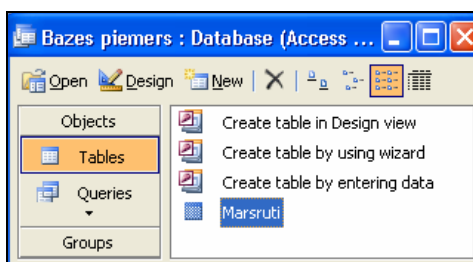 Bazes piemers : Database (Access ...
Open Design New
Objects
Tables
Queries
Groups
Create table in Design view
Create table by using wizard
Create table by entering data
Marsruti